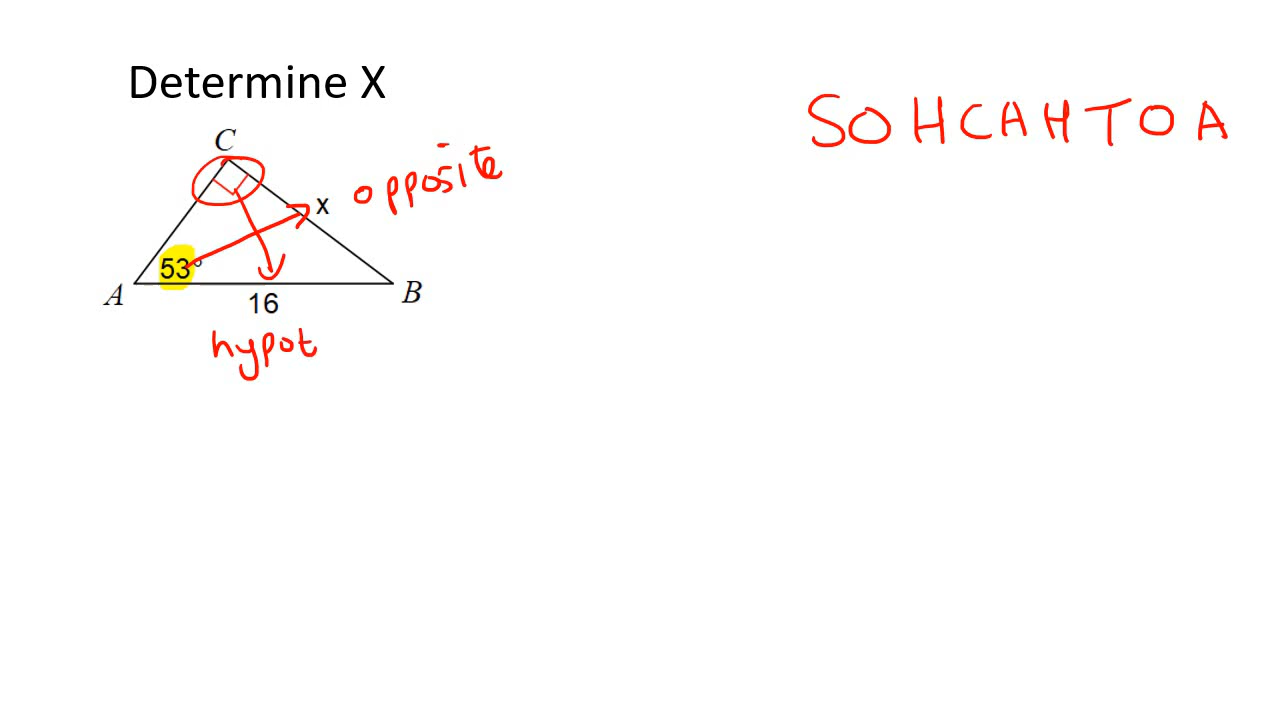 Determine X
SOHCAHTOA
C
opposite
x
53°
A
B
16
hypot